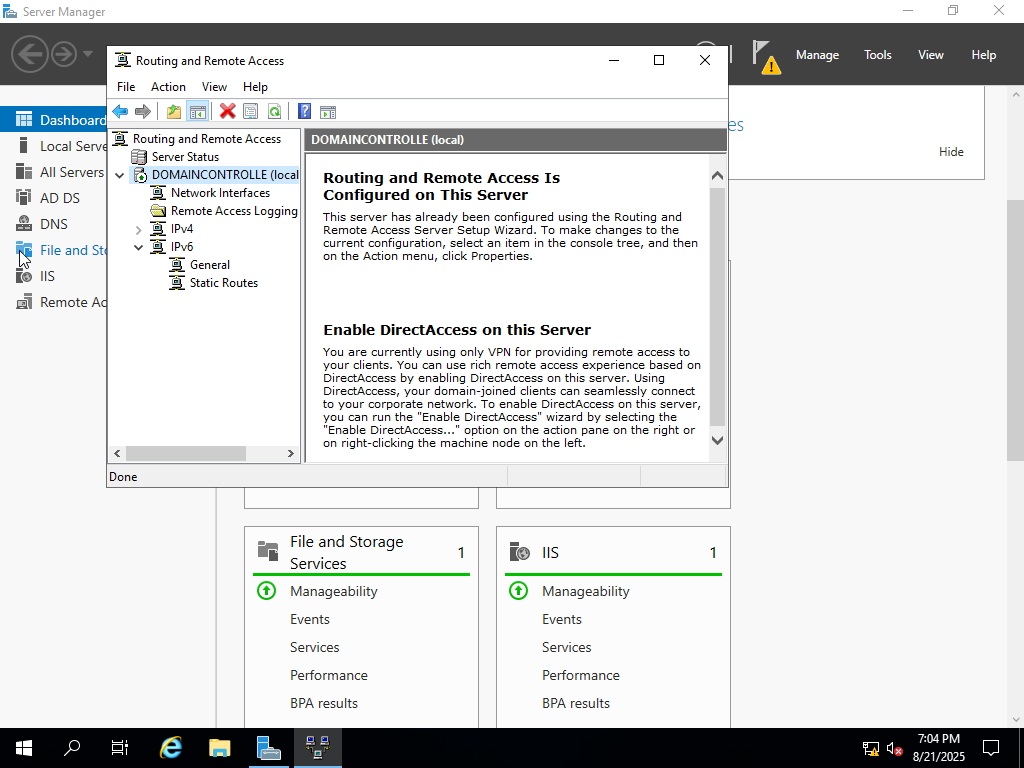 Server Manager
Manage
Tools
View
Help
Dashboard
Local Serve
All Servers
AD DS
DNS
File and Sto
IIS
Remote Ac
es
Hide
Routing and Remote Access
File
Action
View
Help
Routing and Remote Access
Server Status
DOMAINCONTROLLE (local
Network Interfaces
Remote Access Logging
IPv4
IPv6
General
Static Routes
DOMAINCONTROLLE (local)
Routing and Remote Access Is
Configured on This Server
This server has already been configured using the Routing and
Remote Access Server Setup Wizard. To make changes to the
current configuration, select an item in the console tree, and then
on the Action menu, click Properties.
Enable DirectAccess on this Server
You are currently using only VPN for providing remote access to
your clients. You can use rich remote access experience based on
DirectAccess by enabling DirectAccess on this server. Using
DirectAccess, your domain-joined clients can seamlessly connect
to your corporate network. To enable DirectAccess on this server,
you can run the "Enable DirectAccess" wizard by selecting the
"Enable DirectAccess..." option on the action pane on the right or
on right-clicking the machine node on the left.
Done
File and Storage
Services
1
Manageability
Events
Services
Performance
BPA results
IIS
1
Manageability
Events
Services
Performance
BPA results
7:04 PM
8/21/2025